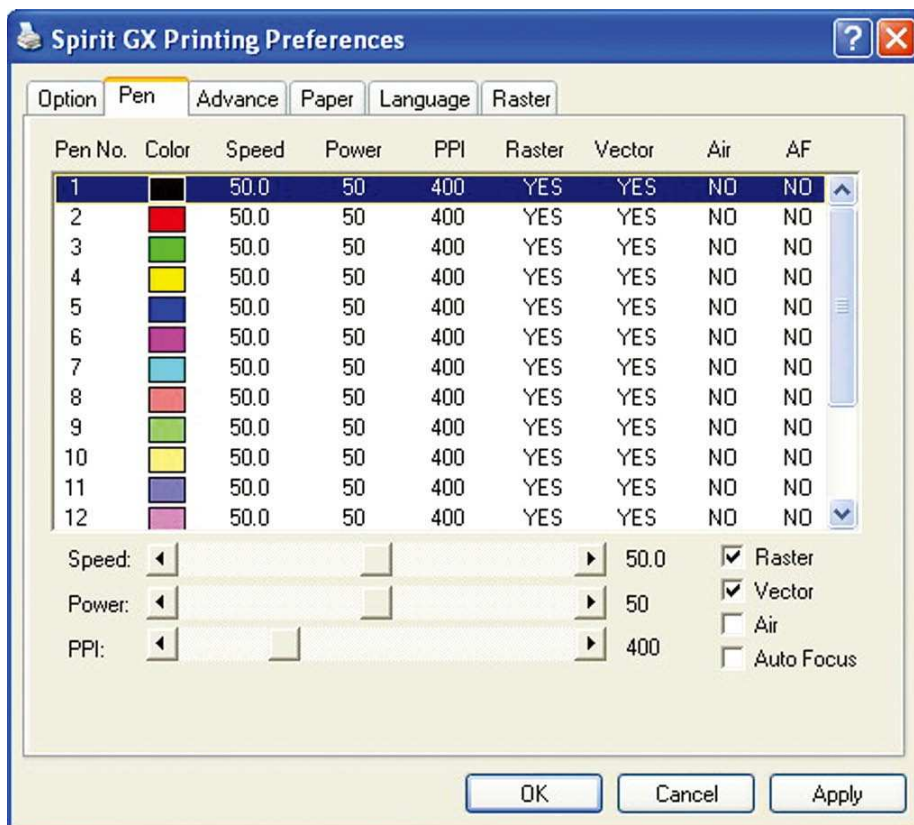 Spirit GX Printing Preferences
Option Pen Advance Paper Language Raster
Pen No. Color Speed Power PPI Raster Vector Air AF
1 50.0 50 400 YES YES NO NO
2 50.0 50 400 YES YES NO NO
3 50.0 50 400 YES YES NO NO
4 50.0 50 400 YES YES NO NO
5 50.0 50 400 YES YES NO NO
6 50.0 50 400 YES YES NO NO
7 50.0 50 400 YES YES NO NO
8 50.0 50 400 YES YES NO NO
9 50.0 50 400 YES YES NO NO
10 50.0 50 400 YES YES NO NO
11 50.0 50 400 YES YES NO NO
12 50.0 50 400 YES YES NO NO
Speed: 50.0 Raster
Power: 50 Vector
Air
PPI: 400 Auto Focus
OK Cancel Apply